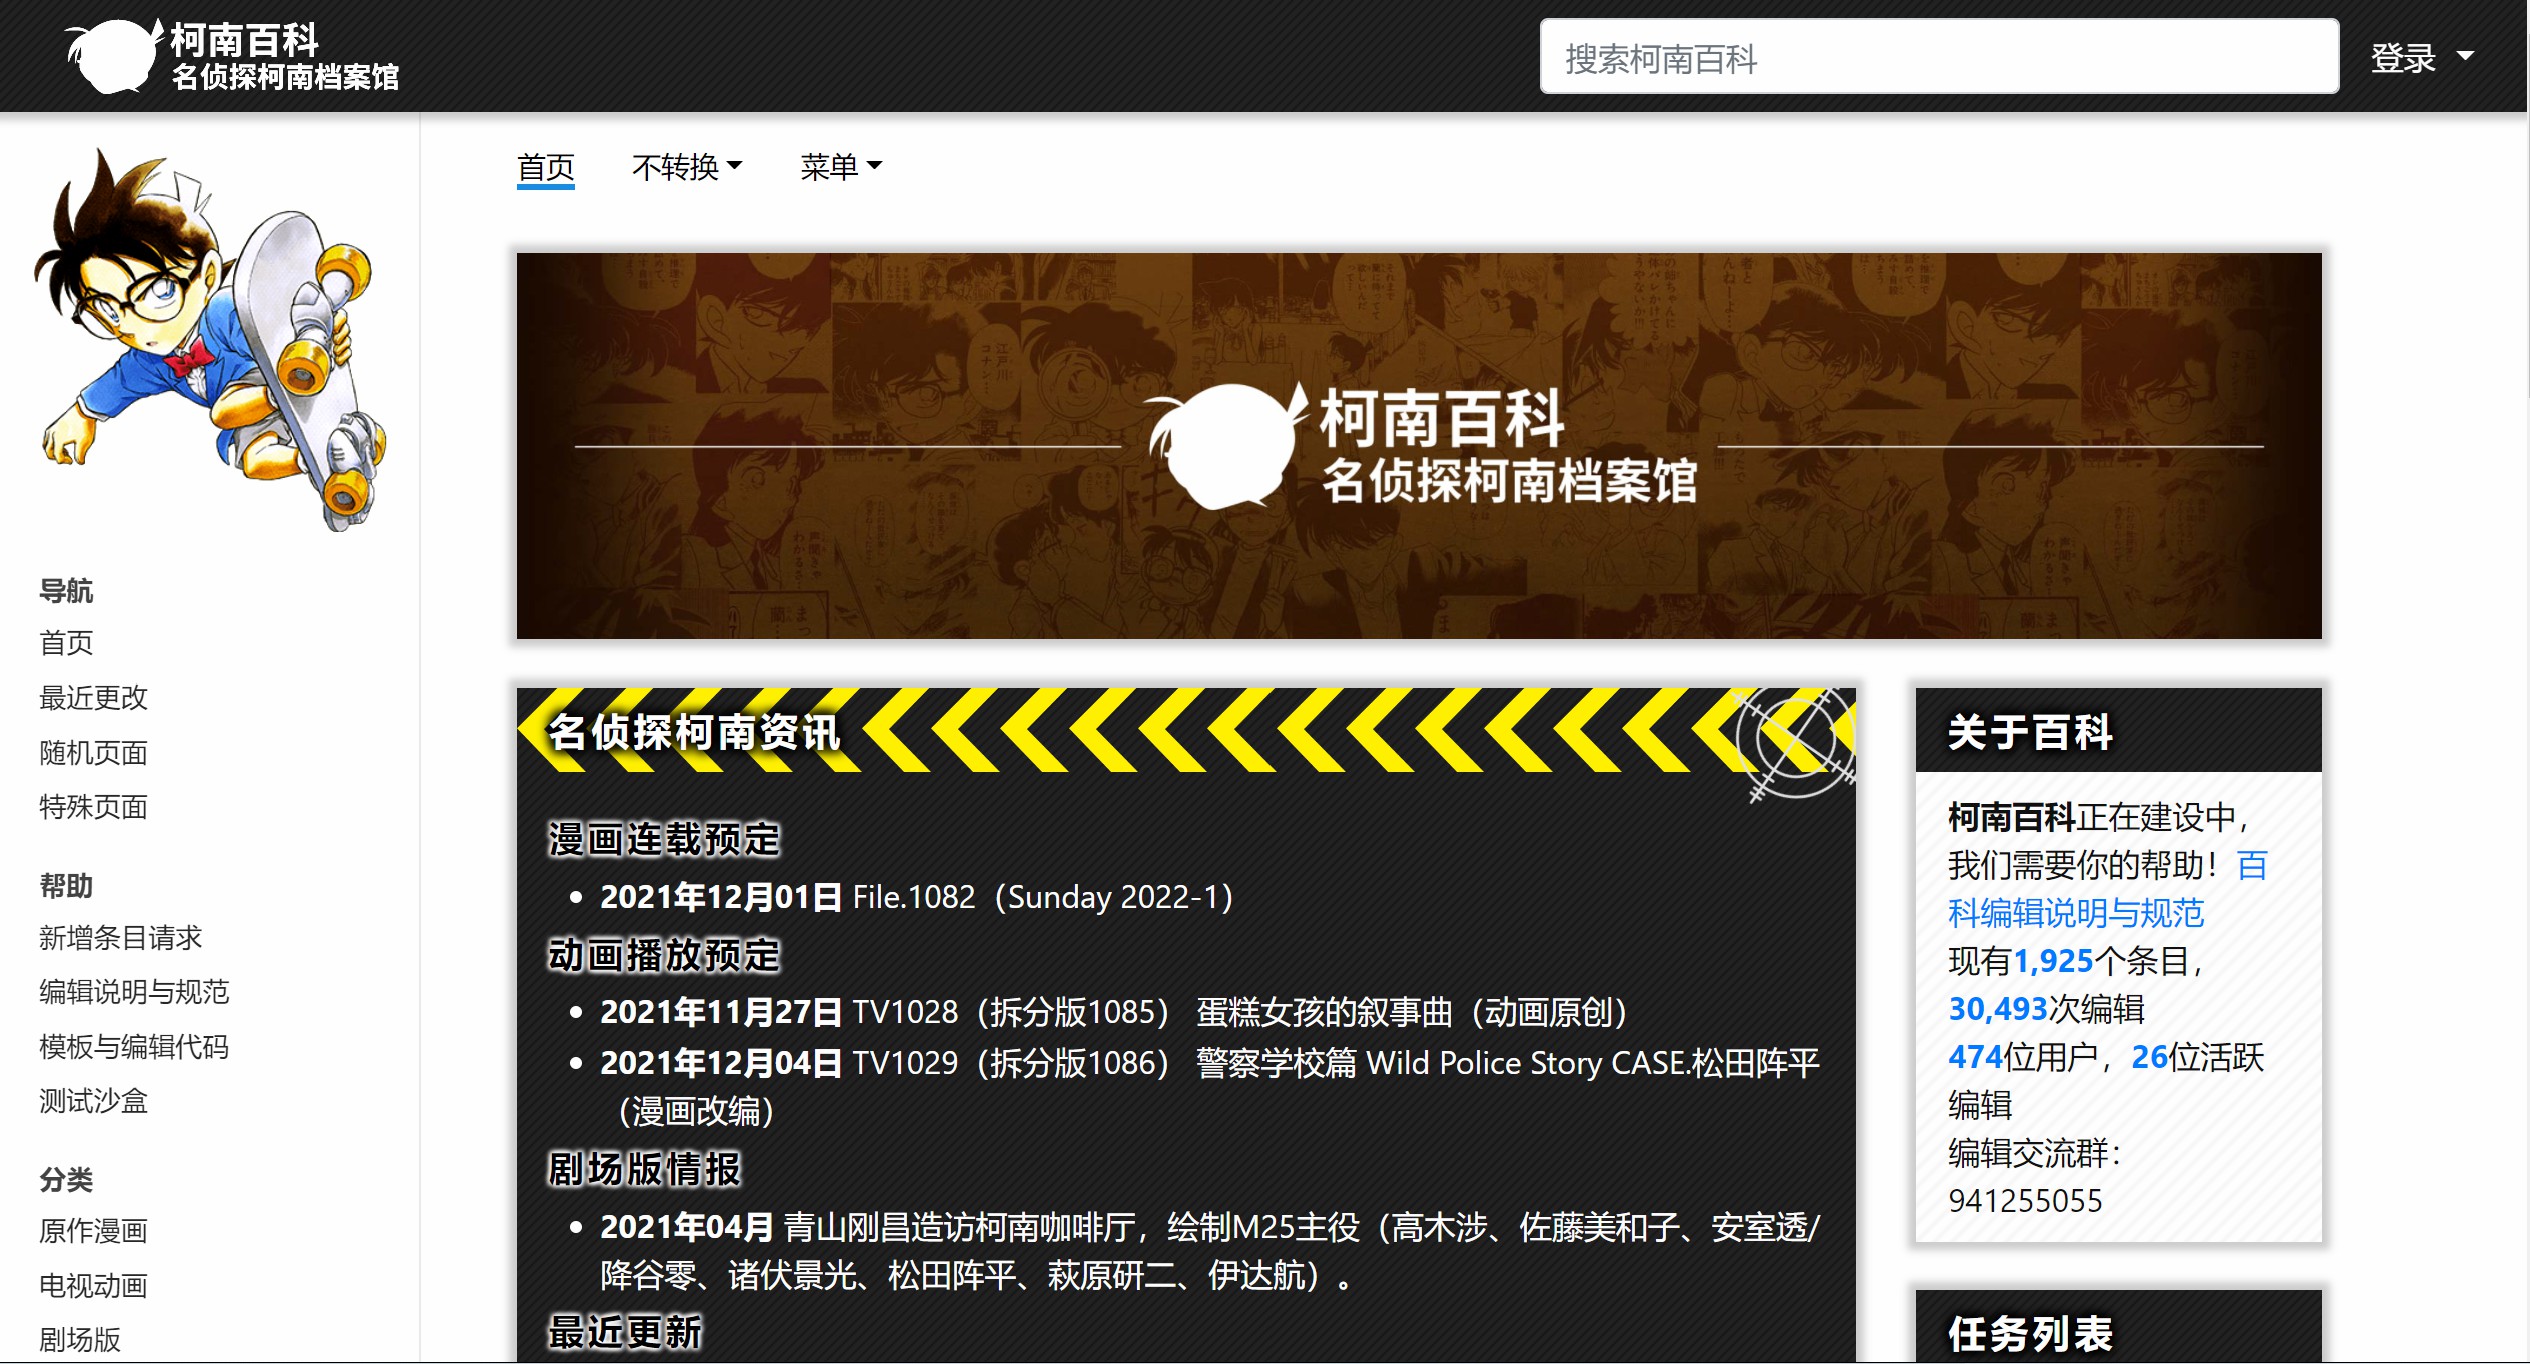 柯南百科
名侦探柯南档案馆
搜索柯南百科
登录
首页
不转换
菜单
导航
首页
最近更改
随机页面
特殊页面
帮助
新增条目请求
编辑说明与规范
模板与编辑代码
测试沙盒
分类
原作漫画
电视动画
剧场版
柯南百科
名侦探柯南档案馆
名侦探柯南资讯
漫画连载预定
2021年12月01日 File.1082（Sunday 2022-1）
动画播放预定
2021年11月27日 TV1028（拆分版1085） 蛋糕女孩的叙事曲（动画原创）
2021年12月04日 TV1029（拆分版1086） 警察学校篇 Wild Police Story CASE.松田阵平
（漫画改编）
剧场版情报
2021年04月 青山刚昌造访柯南咖啡厅，绘制M25主役（高木涉、佐藤美和子、安室透/
降谷零、诸伏景光、松田阵平、萩原研二、伊达航）。
最近更新
关于百科
柯南百科正在建设中，
我们需要你的帮助！百
科编辑说明与规范
现有1,925个条目，
30,493次编辑
474位用户，26位活跃
编辑
编辑交流群：
941255055
任务列表